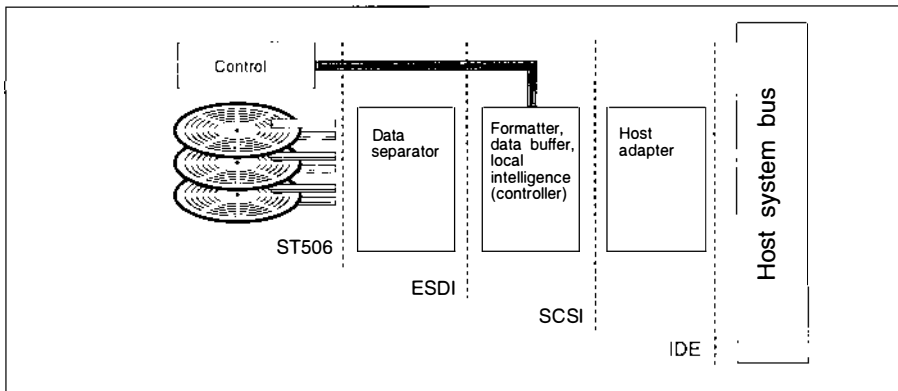 Control
Data
separator
Formatter,
data buffer,
local
intelligence
(controller)
Host
adapter
Host system bus
ST506
ESDI
SCSI
IDE